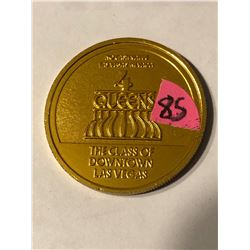 4
QUEENS
THE CLASS OF
DOWNTOWN
LAS VEGAS
85